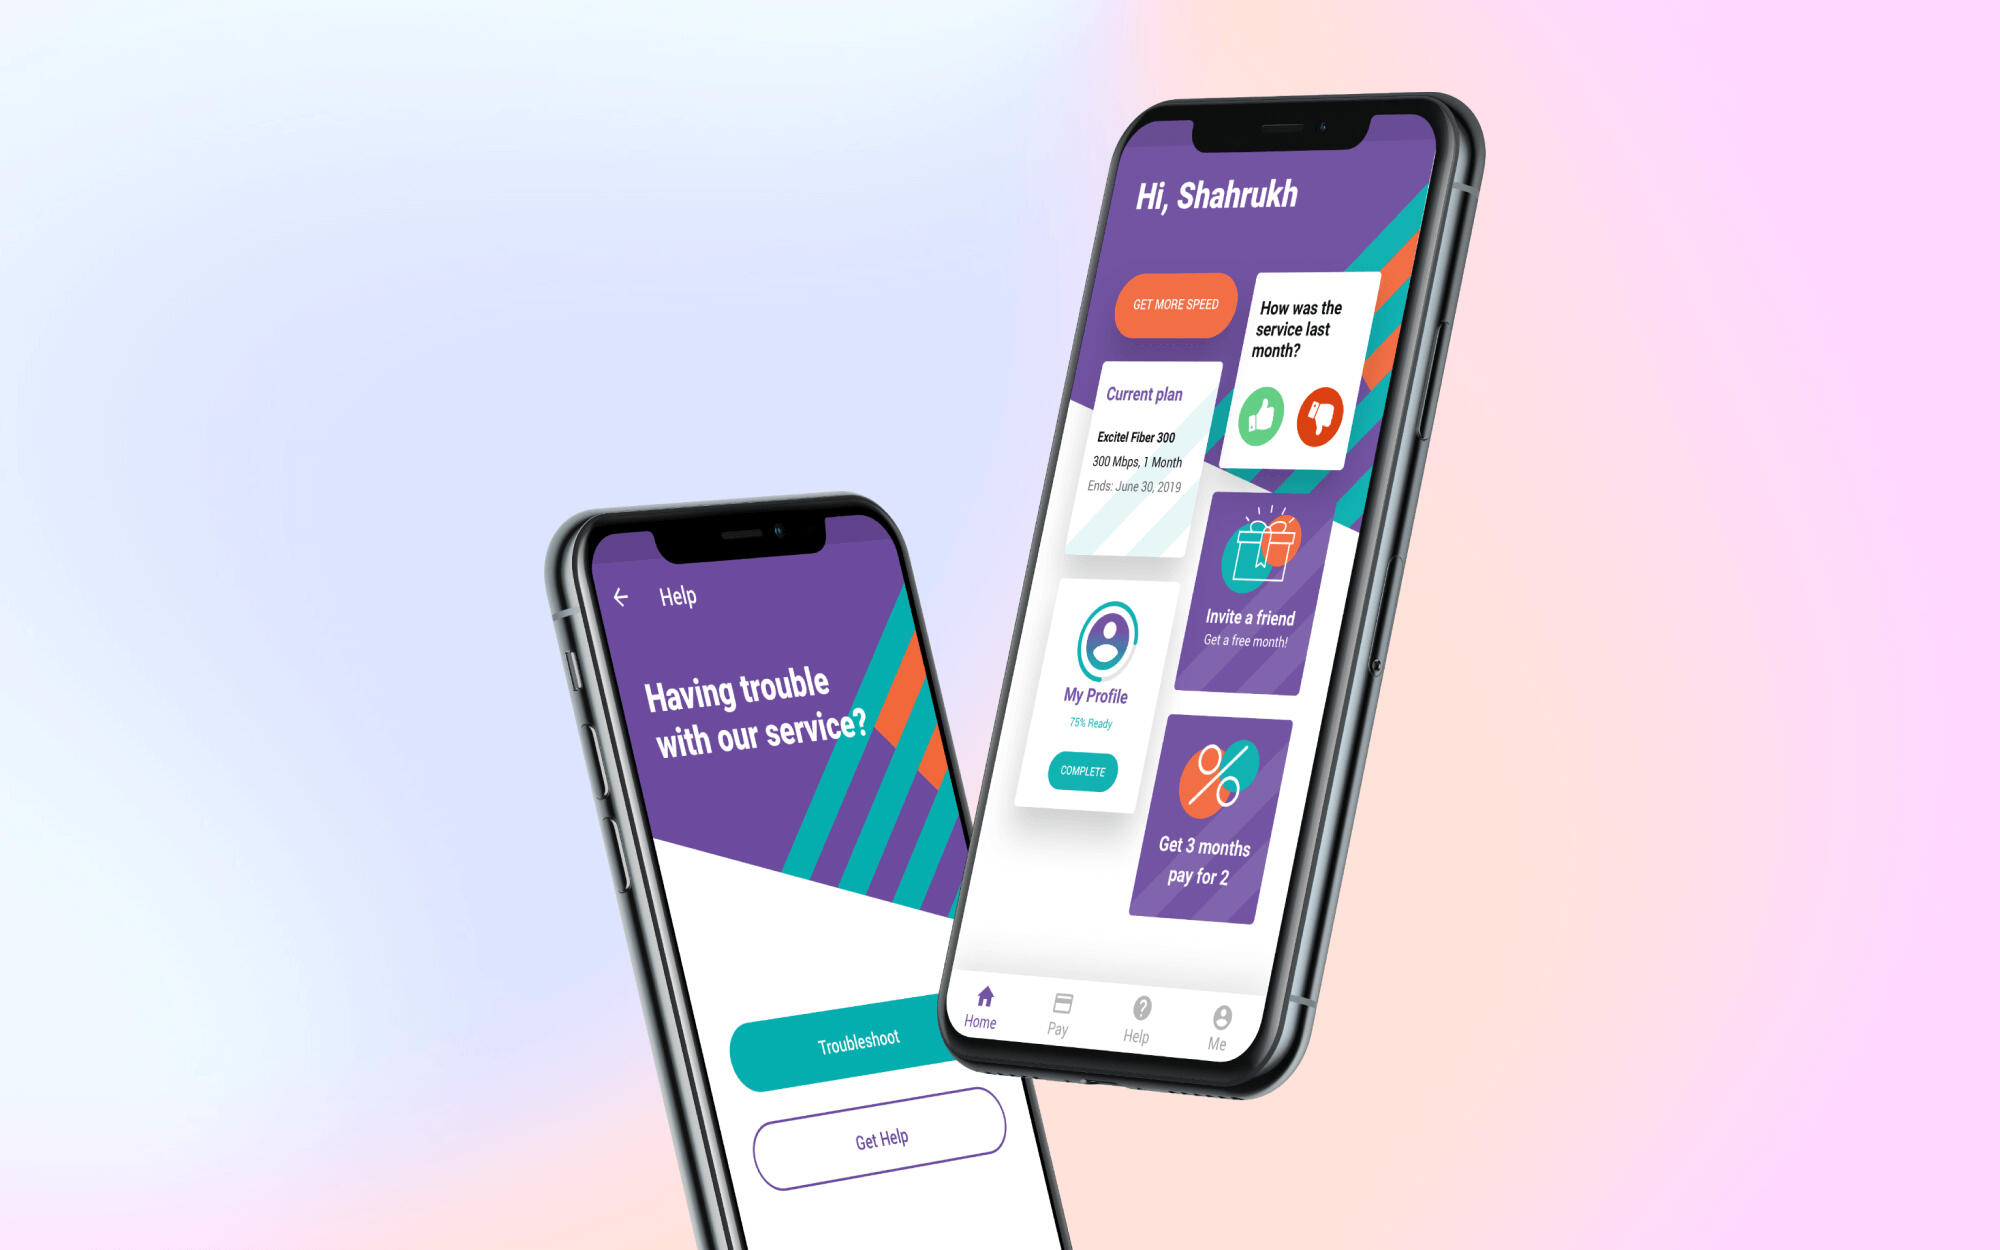 Hi, Shahrukh
GET MORE SPEED
How was the
service last
month?
Current plan
Excitel Fiber 300
300 Mbps, 1 Month
Ends: June 30, 2019
Invite a friend
Get a free month!
My Profile
75% Ready
COMPLETE
Get 3 months
pay for 2
Home
Pay
Help
Me
Help
Having trouble
with our service?
Troubleshoot
Get Help